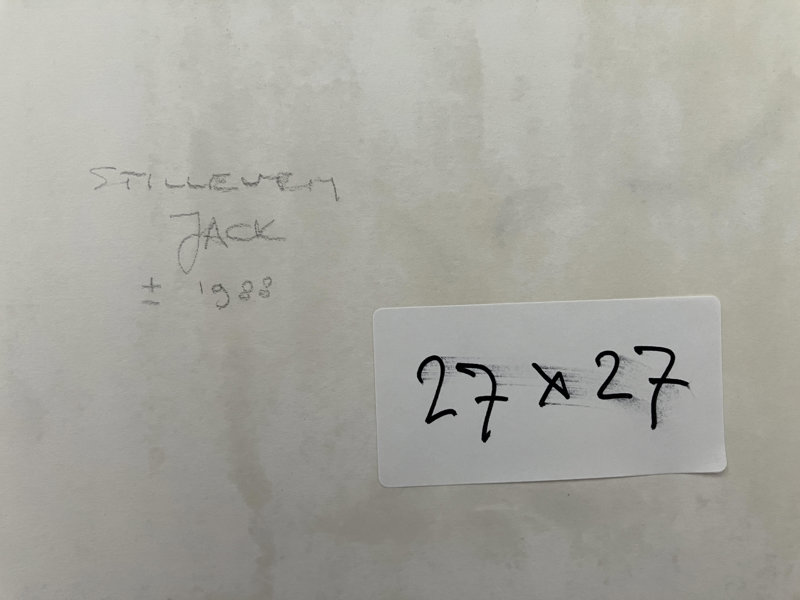 STILLEVEN
JACK
± 1988
27 x 27